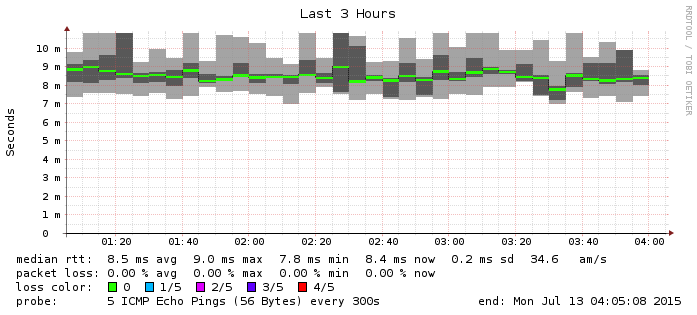 Last 3 Hours
RRDTOOL / TOBI OETIKER
Seconds
10 m
9 m
8 m
7 m
6 m
5 m
4 m
3 m
2 m
1 m
0
01:20 01:40 02:00 02:20 02:40 03:00 03:20 03:40 04:00
median rtt: 8.5 ms avg 9.0 ms max 7.8 ms min 8.4 ms now 0.2 ms sd 34.6 am/s
packet loss: 0.00 % avg 0.00 % max 0.00 % min 0.00 % now
loss color: 0 1/5 2/5 3/5 4/5
probe: 5 ICMP Echo Pings (56 Bytes) every 300s end: Mon Jul 13 04:05:08 2015